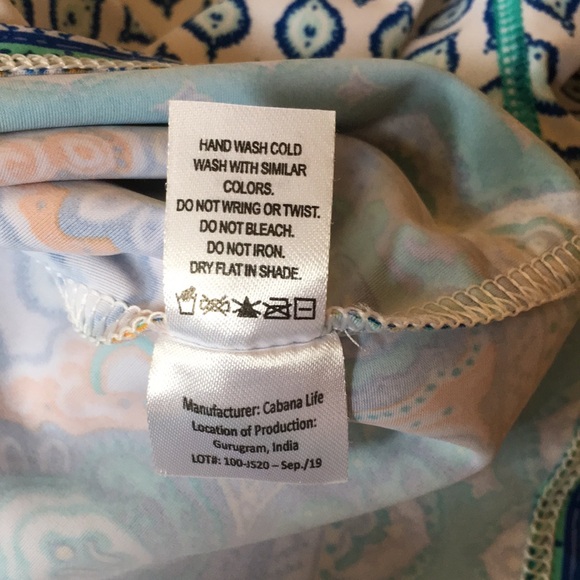 HAND WASH COLD
WASH WITH SIMILAR
COLORS.
DO NOT WRING OR TWIST.
DO NOT BLEACH.
DO NOT IRON.
DRY FLAT IN SHADE.
Manufacturer: Cabana Life
Location of Production:
Gurugram, India
LOT#: 100-JS20 – Sep./19